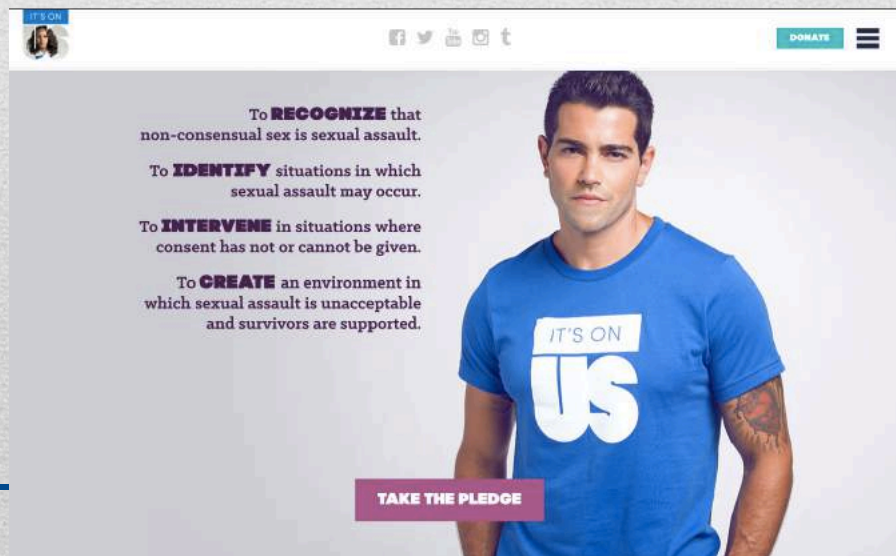 IT'S ON
US
DONATE
To RECOGNIZE that
non-consensual sex is sexual assault.
To IDENTIFY situations in which
sexual assault may occur.
To INTERVENE in situations where
consent has not or cannot be given.
To CREATE an environment in
which sexual assault is unacceptable
and survivors are supported.
IT'S ON
US
TAKE THE PLEDGE